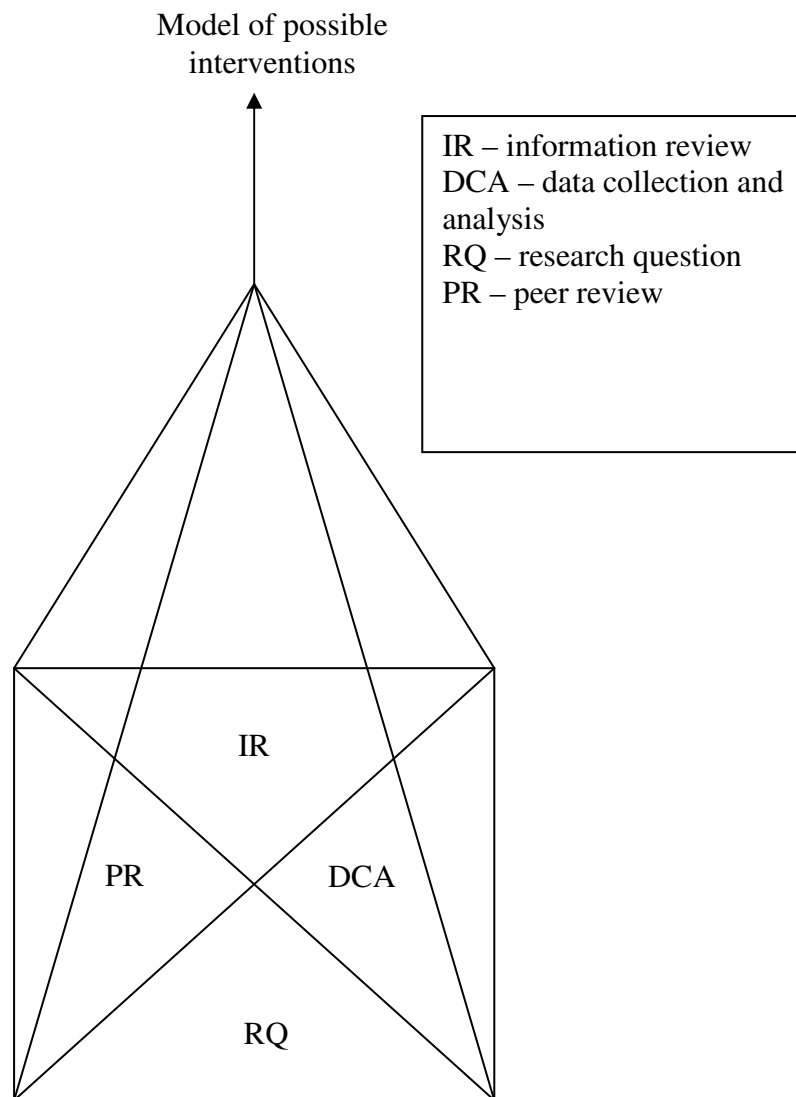 Model of possible
interventions
IR – information review
DCA – data collection and
analysis
RQ – research question
PR – peer review
IR
PR
DCA
RQ